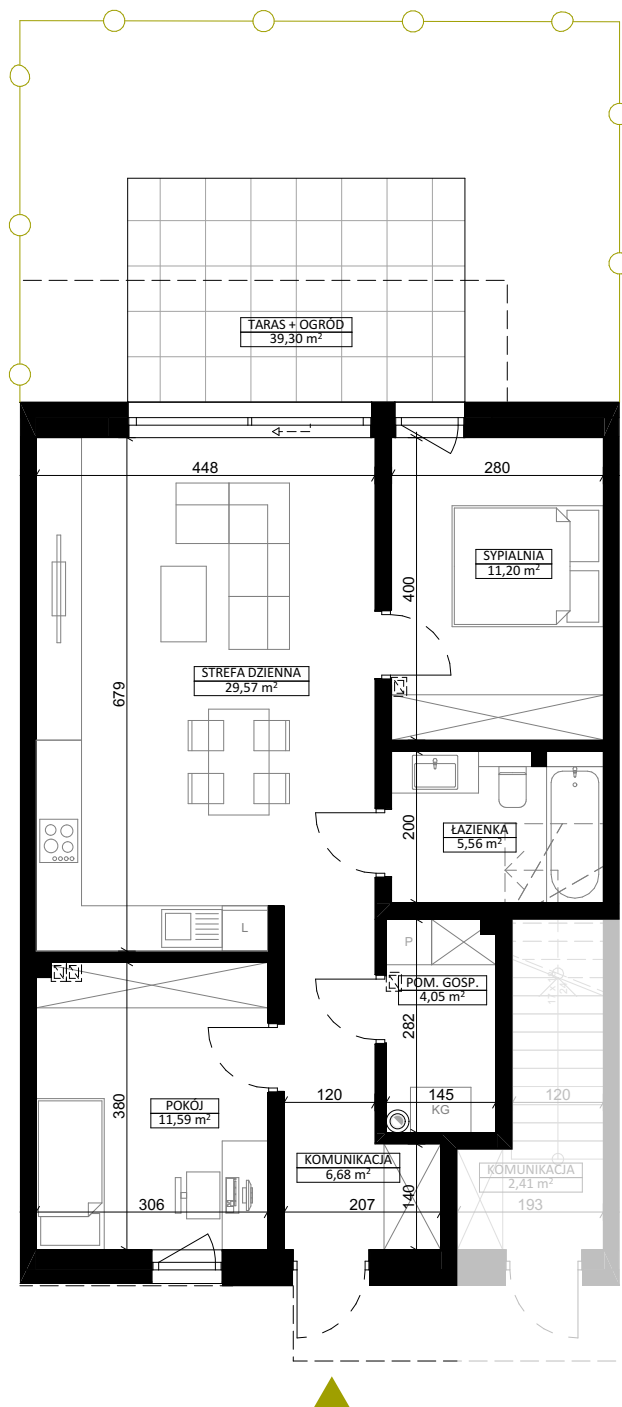 TARAS + OGRÓD
39,30 m²
448
280
SYPIALNIA
11,20 m²
400
STREFA DZIENNA
29,57 m²
679
200
ŁAZIENKA
5,56 m²
L
P
POM. GOSP.
4,05 m²
282
380
POKÓJ
11,59 m²
120
145
KG
120
KOMUNIKACJA
6,68 m²
140
KOMUNIKACJA
2,41 m²
306
207
193